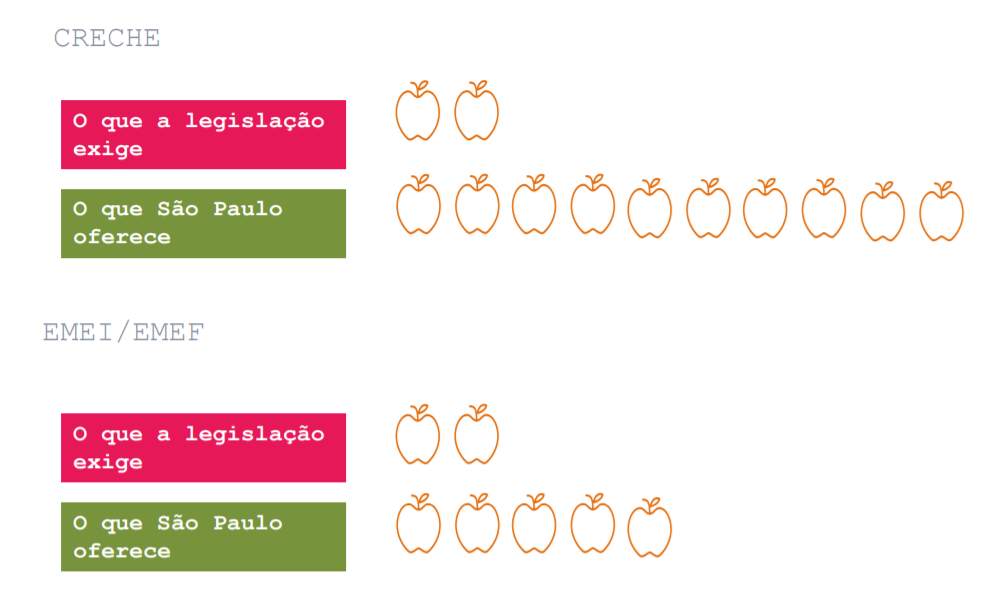 CRECHE
O que a legislação
exige
O que São Paulo
oferece
EMEI/EMEF
O que a legislação
exige
O que São Paulo
oferece